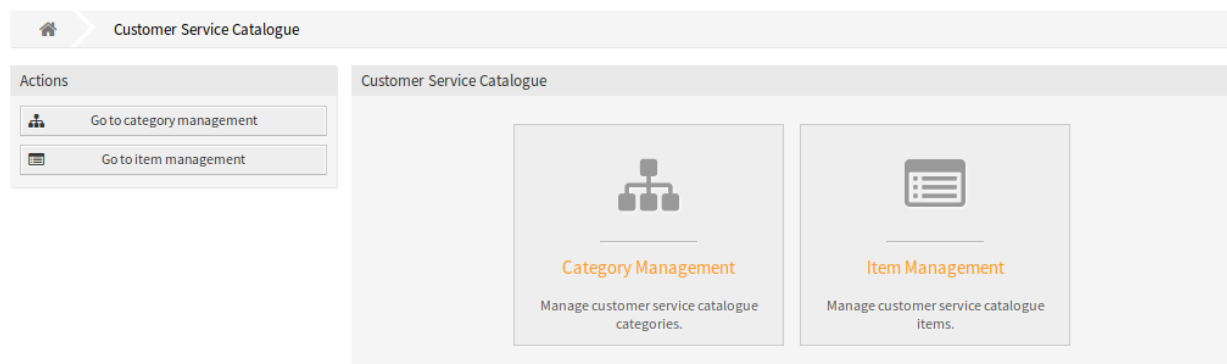 Customer Service Catalogue
Actions
Go to category management
Go to item management
Customer Service Catalogue
Category Management
Manage customer service catalogue
categories.
Item Management
Manage customer service catalogue
items.